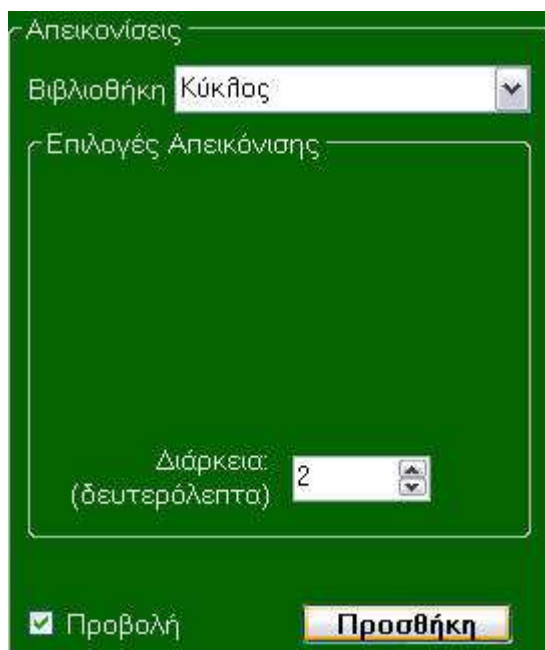 Απεικονίσεις
Βιβλιοθήκη Κύκλος
Επιλογές Απεικόνισης
Διάρκεια: 2
(δευτερόλεπτα)
Προβολή Προσθήκη